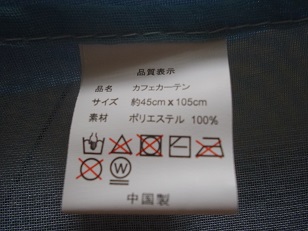 品質表示
品名 カフェカーテン
サイズ 約45cm x 105cm
素材 ポリエステル 100%
W
中国製